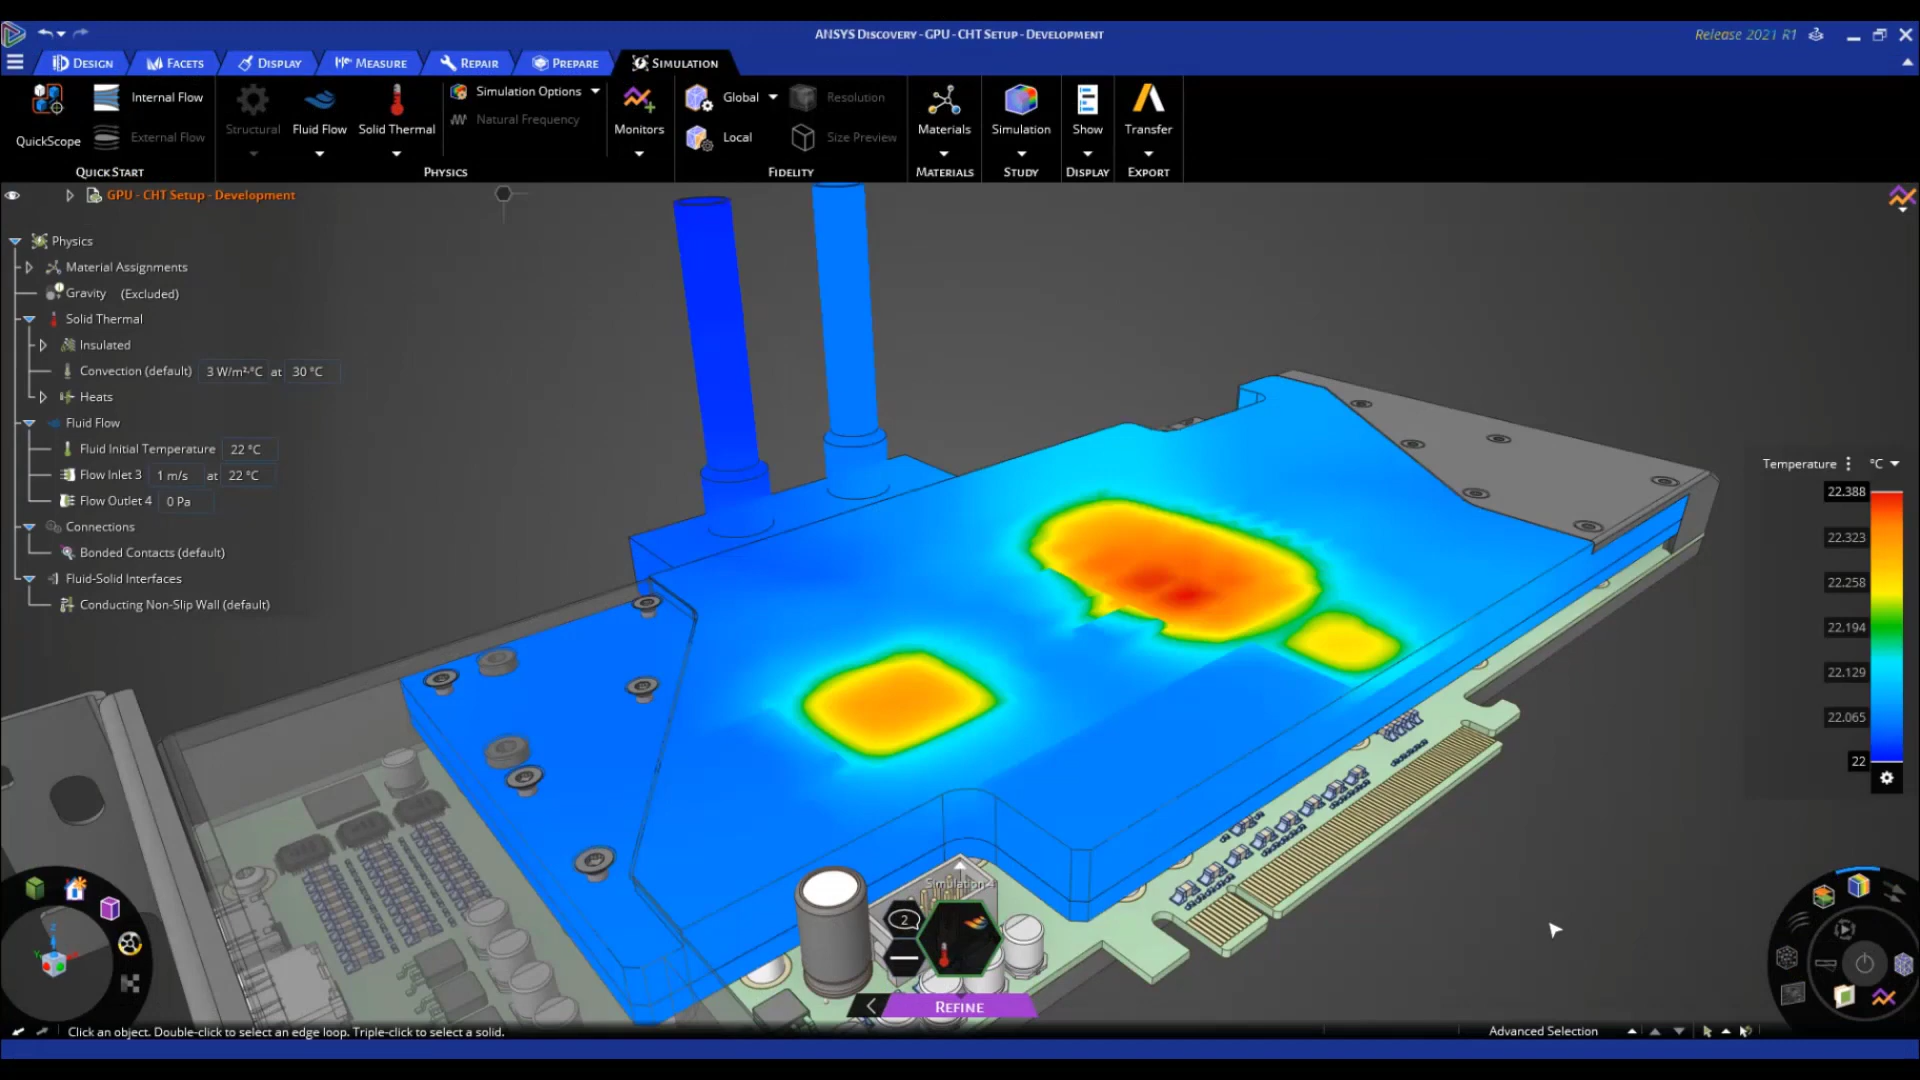 ANSYS DISCOVERY - GPU - CHT SETUP - DEVELOPMENT
Release 2021 R1
DESIGN
FACETS
DISPLAY
MEASURE
REPAIR
PREPARE
SIMULATION
QuickScope
Internal Flow
External Flow
QUICK START
Structural
Fluid Flow
Solid Thermal
Simulation Options
Natural Frequency
PHYSICS
Monitors
Global
Local
Resolution
Size Preview
FIDELITY
Materials
MATERIALS
Simulation
STUDY
Show
DISPLAY
Transfer
EXPORT
GPU - CHT Setup - Development
Physics
Material Assignments
Gravity (Excluded)
Solid Thermal
Insulated
Convection (default) 3 W/m²·°C at 30 °C
Heats
Fluid Flow
Fluid Initial Temperature 22 °C
Flow Inlet 3 1 m/s at 22 °C
Flow Outlet 4 0 Pa
Connections
Bonded Contacts (default)
Fluid-Solid Interfaces
Conducting Non-Slip Wall (default)
Temperature °C
22.388
22.323
22.258
22.194
22.129
22.065
22
Z
Y
Simulation 4
2
REFINE
Click an object. Double-click to select an edge loop. Triple-click to select a solid.
Advanced Selection